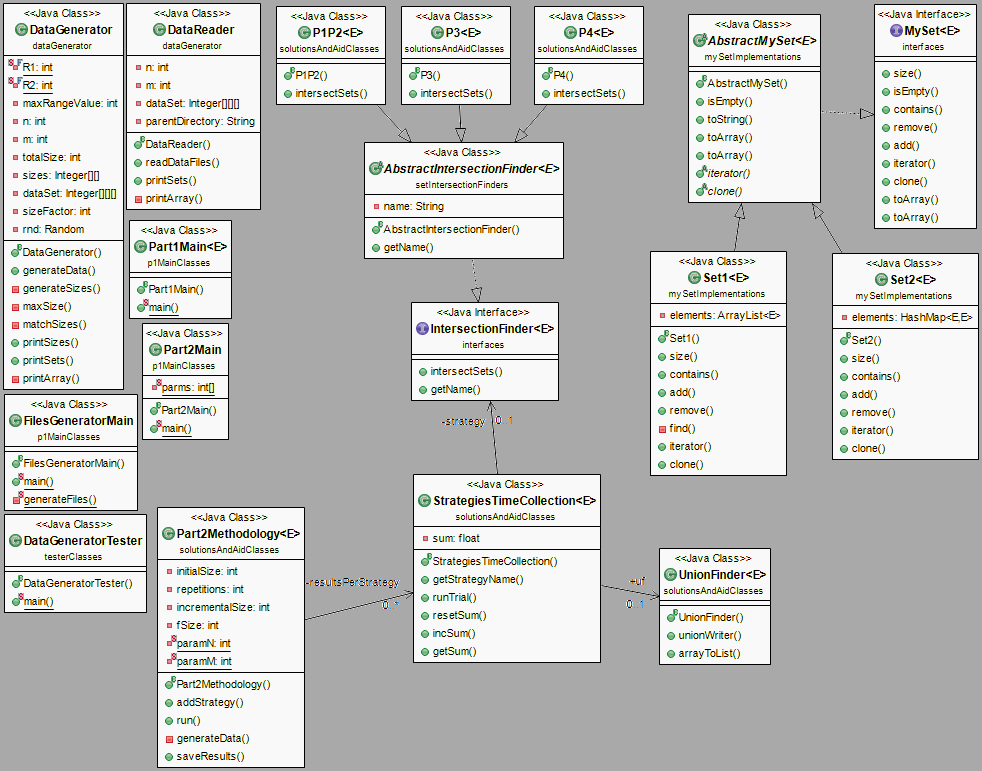 <<Java Class>>
DataGenerator
dataGenerator
R1: int
R2: int
maxRangeValue: int
n: int
m: int
totalSize: int
sizes: Integer[][]
dataSet: Integer[][][]
sizeFactor: int
rnd: Random
DataGenerator()
generateData()
generateSizes()
maxSize()
matchSizes()
printSizes()
printSets()
printArray()
<<Java Class>>
DataReader
dataGenerator
n: int
m: int
dataSet: Integer[][][]
parentDirectory: String
DataReader()
readDataFiles()
printSets()
printArray()
<<Java Class>>
P1P2<E>
solutionsAndAidClasses
P1P2()
intersectSets()
<<Java Class>>
P3<E>
solutionsAndAidClasses
P3()
intersectSets()
<<Java Class>>
P4<E>
solutionsAndAidClasses
P4()
intersectSets()
<<Java Class>>
AbstractMySet<E>
mySetImplementations
AbstractMySet()
isEmpty()
toString()
toArray()
toArray()
iterator()
clone()
<<Java Interface>>
MySet<E>
interfaces
size()
isEmpty()
contains()
remove()
add()
iterator()
clone()
toArray()
toArray()
<<Java Class>>
AbstractIntersectionFinder<E>
setIntersectionFinders
name: String
AbstractIntersectionFinder()
getName()
<<Java Class>>
Part1Main<E>
p1MainClasses
Part1Main()
main()
<<Java Class>>
Part2Main
p1MainClasses
parms: int[]
Part2Main()
main()
<<Java Interface>>
IntersectionFinder<E>
interfaces
intersectSets()
getName()
<<Java Class>>
Set1<E>
mySetImplementations
elements: ArrayList<E>
Set1()
size()
contains()
add()
remove()
find()
iterator()
clone()
<<Java Class>>
Set2<E>
mySetImplementations
elements: HashMap<E,E>
Set2()
size()
contains()
add()
remove()
iterator()
clone()
<<Java Class>>
FilesGeneratorMain
p1MainClasses
FilesGeneratorMain()
main()
generateFiles()
-strategy
0..1
<<Java Class>>
DataGeneratorTester
testerClasses
DataGeneratorTester()
main()
<<Java Class>>
Part2Methodology<E>
solutionsAndAidClasses
initialSize: int
repetitions: int
incrementalSize: int
fSize: int
paramN: int
paramM: int
Part2Methodology()
addStrategy()
run()
generateData()
saveResults()
-resultsPerStrategy
0..*
<<Java Class>>
StrategiesTimeCollection<E>
solutionsAndAidClasses
sum: float
StrategiesTimeCollection()
getStrategyName()
runTrial()
resetSum()
incSum()
getSum()
+uf
0..1
<<Java Class>>
UnionFinder<E>
solutionsAndAidClasses
UnionFinder()
unionWriter()
arrayToList()